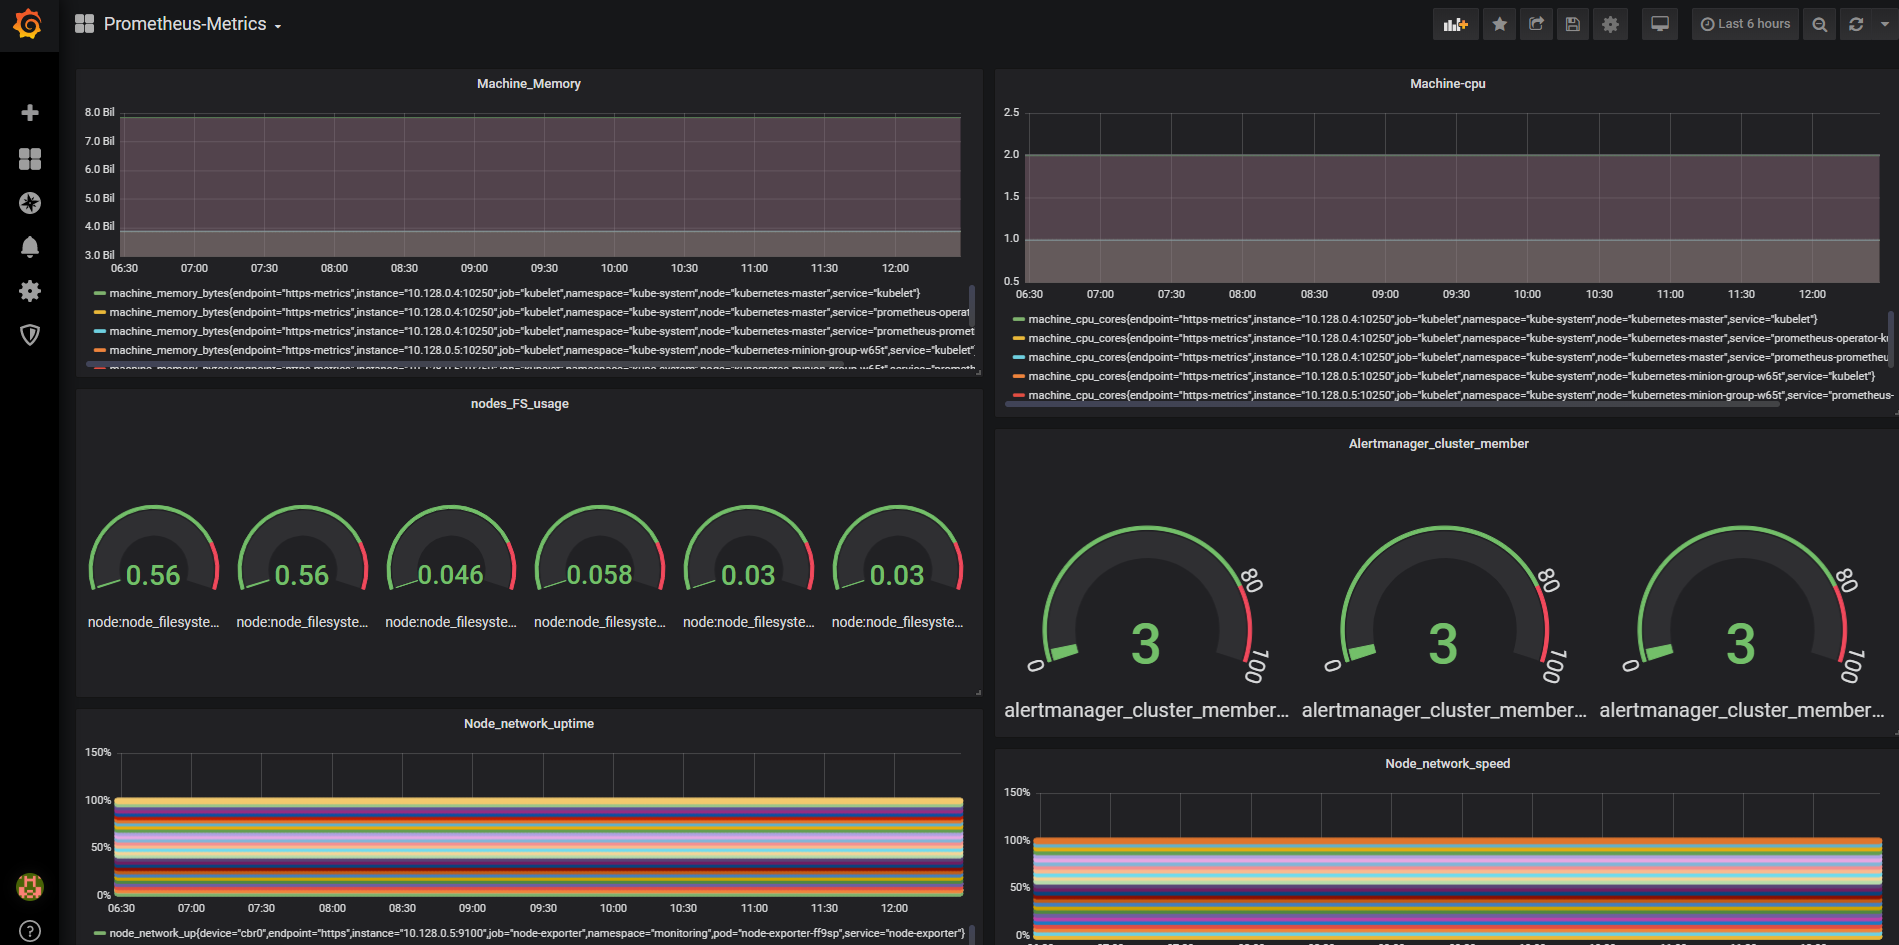 Prometheus-Metrics
Last 6 hours
Machine_Memory
8.0 Bil
7.0 Bil
6.0 Bil
5.0 Bil
4.0 Bil
3.0 Bil
06:30 07:00 07:30 08:00 08:30 09:00 09:30 10:00 10:30 11:00 11:30 12:00
machine_memory_bytes{endpoint="https-metrics",instance="10.128.0.4:10250",job="kubelet",namespace="kube-system",node="kubernetes-master",service="kubelet"}
machine_memory_bytes{endpoint="https-metrics",instance="10.128.0.4:10250",job="kubelet",namespace="kube-system",node="kubernetes-master",service="prometheus-operat
machine_memory_bytes{endpoint="https-metrics",instance="10.128.0.4:10250",job="kubelet",namespace="kube-system",node="kubernetes-master",service="prometheus-promet
machine_memory_bytes{endpoint="https-metrics",instance="10.128.0.5:10250",job="kubelet",namespace="kube-system",node="kubernetes-minion-group-w65t",service="kubelet"
Machine-cpu
2.5
2.0
1.5
1.0
0.5
06:30 07:00 07:30 08:00 08:30 09:00 09:30 10:00 10:30 11:00 11:30 12:00
machine_cpu_cores{endpoint="https-metrics",instance="10.128.0.4:10250",job="kubelet",namespace="kube-system",node="kubernetes-master",service="kubelet"}
machine_cpu_cores{endpoint="https-metrics",instance="10.128.0.4:10250",job="kubelet",namespace="kube-system",node="kubernetes-master",service="prometheus-operator-ku
machine_cpu_cores{endpoint="https-metrics",instance="10.128.0.4:10250",job="kubelet",namespace="kube-system",node="kubernetes-master",service="prometheus-prometheu
machine_cpu_cores{endpoint="https-metrics",instance="10.128.0.5:10250",job="kubelet",namespace="kube-system",node="kubernetes-minion-group-w65t",service="kubelet"}
machine_cpu_cores{endpoint="https-metrics",instance="10.128.0.5:10250",job="kubelet",namespace="kube-system",node="kubernetes-minion-group-w65t",service="prometheus-
nodes_FS_usage
0.56 0.56 0.046 0.058 0.03 0.03
node:node_filesyste... node:node_filesyste... node:node_filesyste... node:node_filesyste... node:node_filesyste... node:node_filesyste...
Alertmanager_cluster_member
80 80 80
3 3 3
0 100 0 100 0 100
alertmanager_cluster_member... alertmanager_cluster_member... alertmanager_cluster_member...
Node_network_uptime
150%
100%
50%
0%
06:30 07:00 07:30 08:00 08:30 09:00 09:30 10:00 10:30 11:00 11:30 12:00
node_network_up{device="cbr0",endpoint="https",instance="10.128.0.5:9100",job="node-exporter",namespace="monitoring",pod="node-exporter-ff9sp",service="node-exporter"}
Node_network_speed
150%
100%
50%
0%